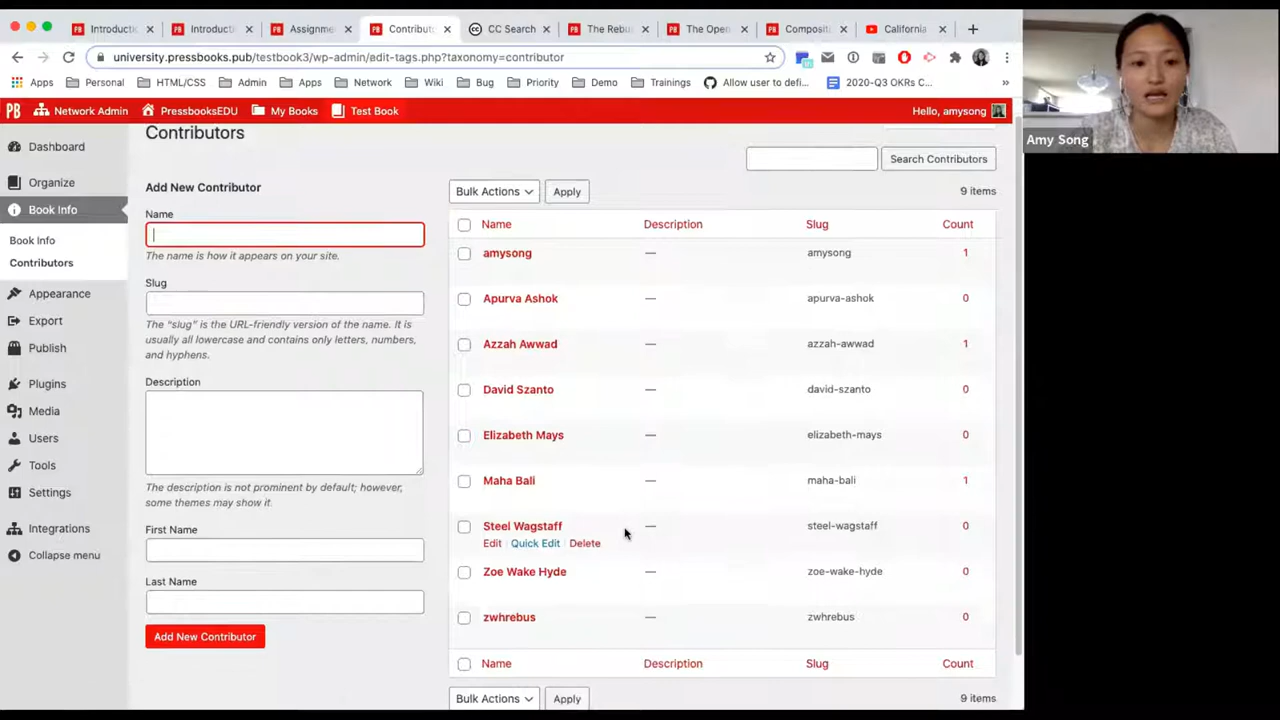 Introducti
Introducti
Assignme
Contribut
CC Search
The Rebu
The Open
Composit
California
university.pressbooks.pub/testbook3/wp-admin/edit-tags.php?taxonomy=contributor
Apps
Personal
HTML/CSS
Admin
Apps
Network
Wiki
Bug
Priority
Demo
Trainings
Allow user to defi...
2020-Q3 OKRs C...
»
PB
Network Admin
PressbooksEDU
My Books
Test Book
Hello, amysong
Amy Song
Dashboard
Organize
Book Info
Book Info
Contributors
Appearance
Export
Publish
Plugins
Media
Users
Tools
Settings
Integrations
Collapse menu
Contributors
Search Contributors
Add New Contributor
Name
The name is how it appears on your site.
Slug
The “slug” is the URL-friendly version of the name. It is
usually all lowercase and contains only letters, numbers,
and hyphens.
Description
The description is not prominent by default; however,
some themes may show it.
First Name
Last Name
Add New Contributor
Bulk Actions
Apply
9 items
Name Description Slug Count
amysong — amysong 1
Apurva Ashok — apurva-ashok 0
Azzah Awwad — azzah-awwad 1
David Szanto — david-szanto 0
Elizabeth Mays — elizabeth-mays 0
Maha Bali — maha-bali 1
Steel Wagstaff — steel-wagstaff 0
Edit | Quick Edit | Delete
Zoe Wake Hyde — zoe-wake-hyde 0
zwhrebus — zwhrebus 0
Name Description Slug Count
Bulk Actions
Apply
9 items